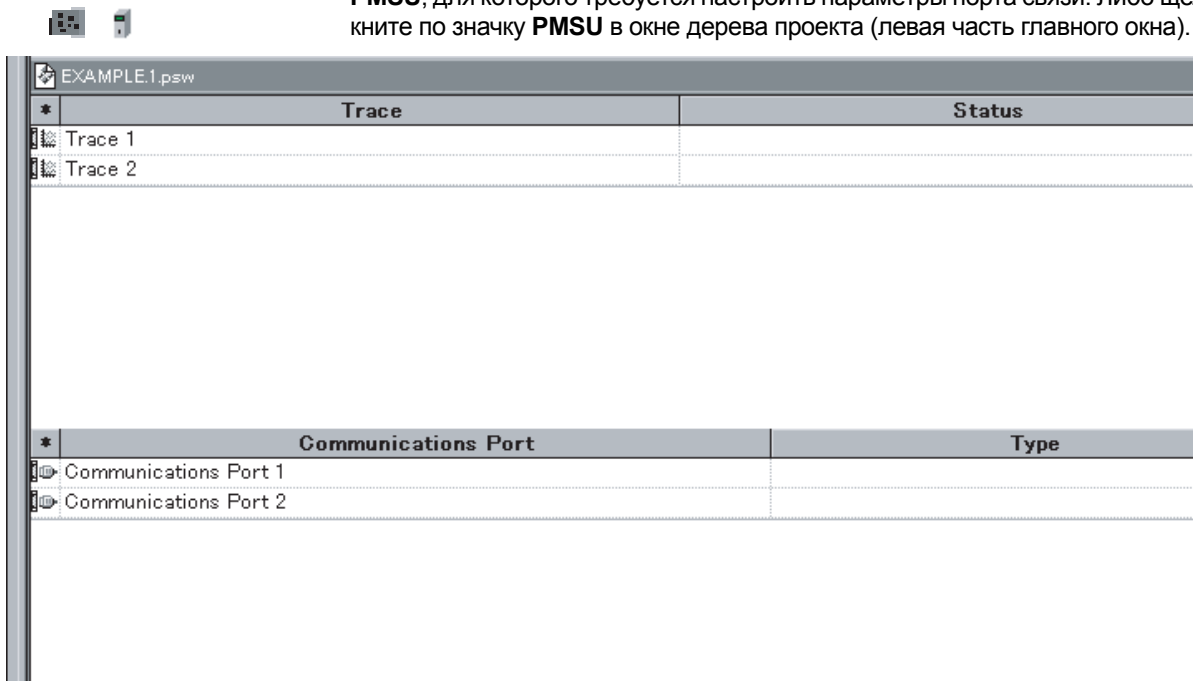 PMSU, для которого требуется настроить параметры порта связи. Либо щел
кните по значку PMSU в окне дерева проекта (левая часть главного окна).
EXAMPLE.1.psw
* Trace Status
Trace 1
Trace 2
* Communications Port Type
Communications Port 1
Communications Port 2